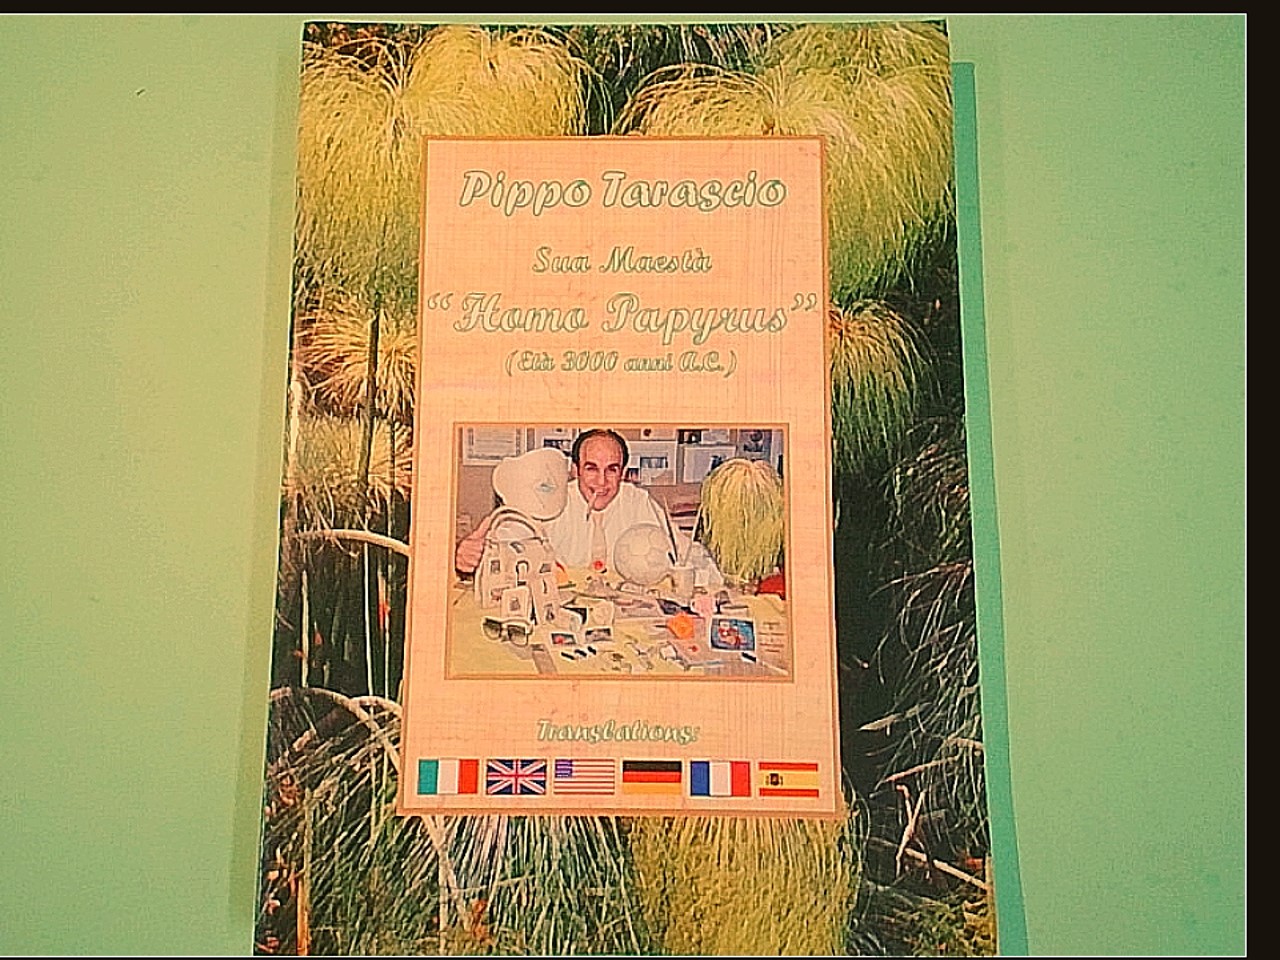 Pippo Tarascio
Sua Maestà
“Homo Papyrus”
(Età 3000 anni A.C.)
Translations: